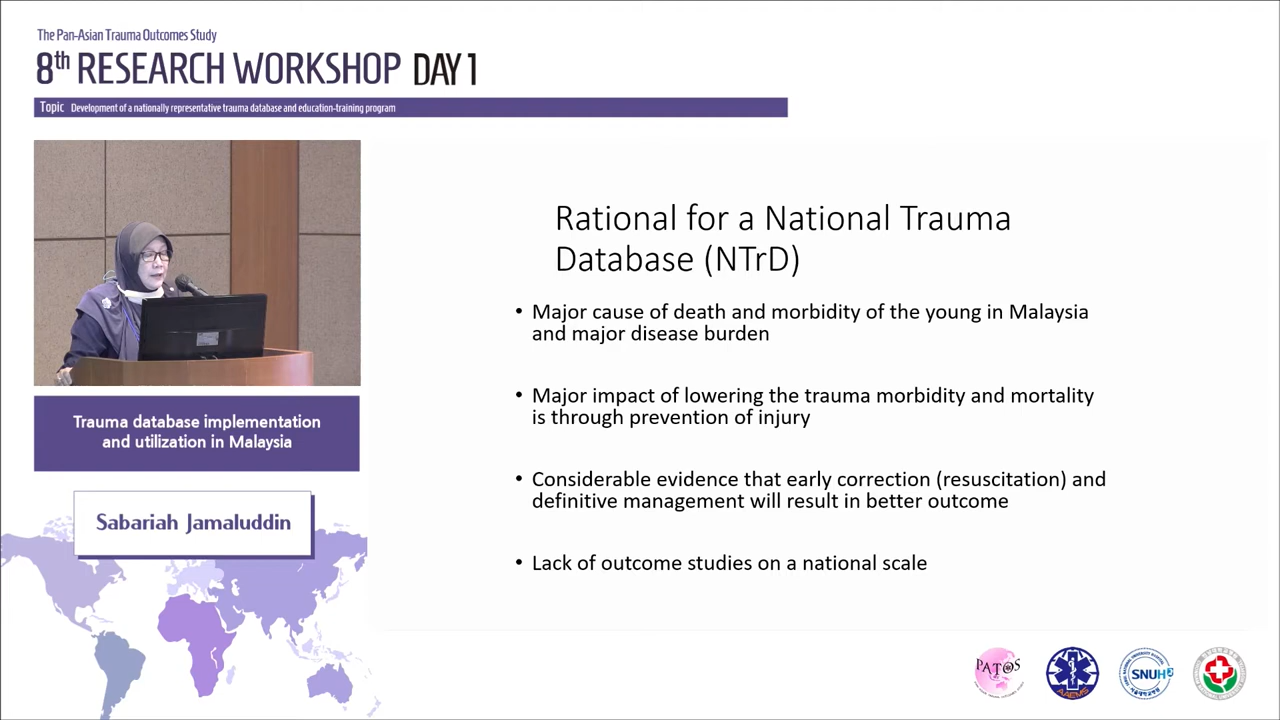 The Pan-Asian Trauma Outcomes Study
8th RESEARCH WORKSHOP DAY 1
Topic Development of a nationally representative trauma database and education-training program
Trauma database implementation
and utilization in Malaysia
Sabariah Jamaluddin
Rational for a National Trauma
Database (NTrD)
• Major cause of death and morbidity of the young in Malaysia
and major disease burden
• Major impact of lowering the trauma morbidity and mortality
is through prevention of injury
• Considerable evidence that early correction (resuscitation) and
definitive management will result in better outcome
• Lack of outcome studies on a national scale
PATOS
AAEMS
SNUH